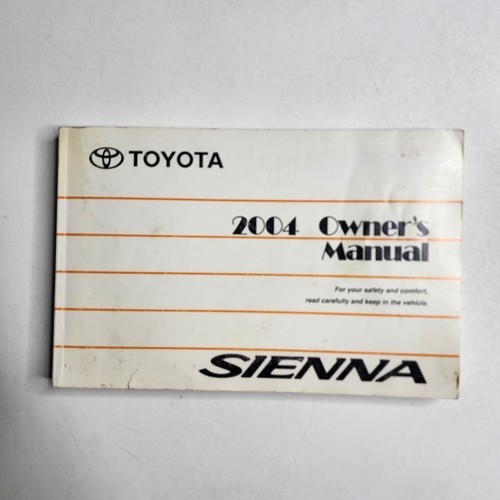 TOYOTA
2004 Owner's
Manual
For your safety and comfort,
read carefully and keep in the vehicle.
SIENNA